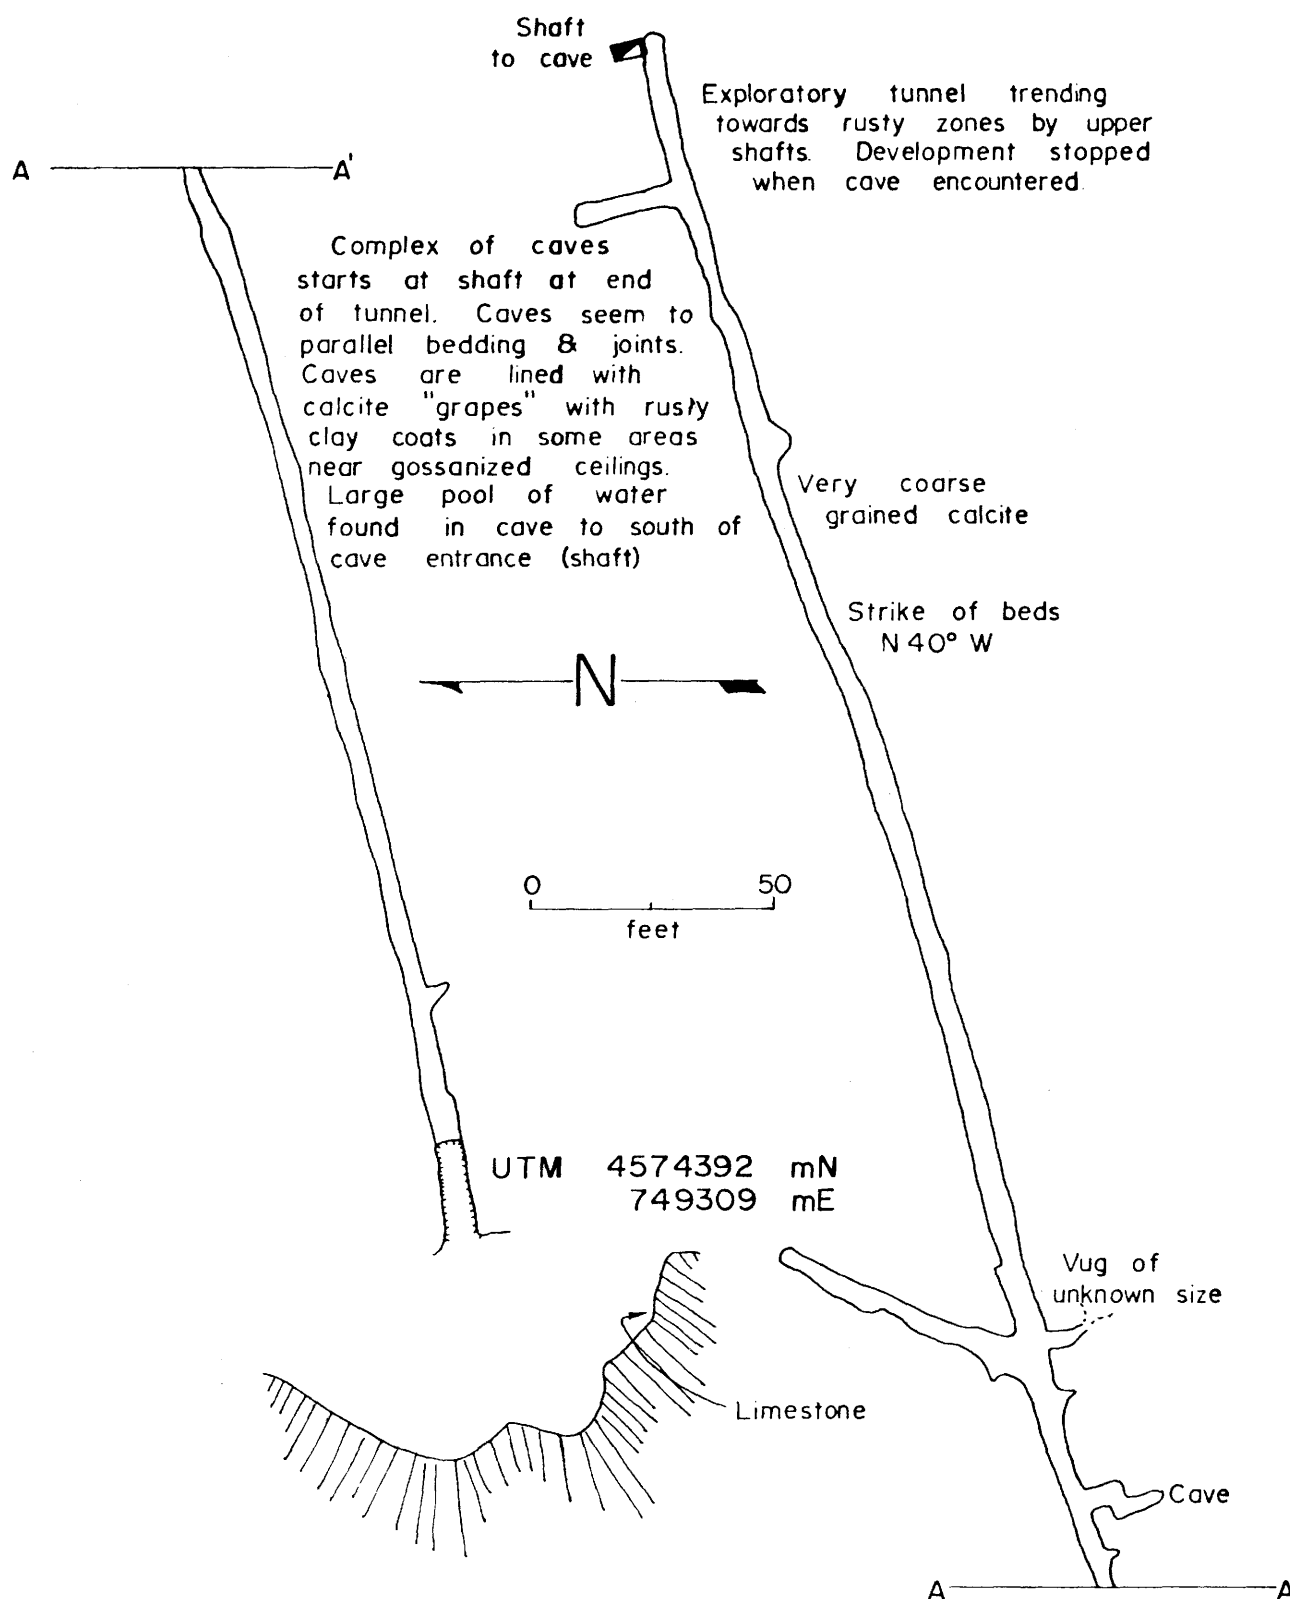 Shaft
to cave
Exploratory tunnel trending
towards rusty zones by upper
shafts. Development stopped
when cave encountered.
A A'
Complex of caves
starts at shaft at end
of tunnel. Caves seem to
parallel bedding & joints.
Caves are lined with
calcite "grapes" with rusty
clay coats in some areas
near gossanized ceilings.
Large pool of water
found in cave to south of
cave entrance (shaft)
Very coarse
grained calcite
Strike of beds
N 40° W
N
0 50
feet
UTM 4574392 mN
749309 mE
Vug of
unknown size
Limestone
Cave
A A